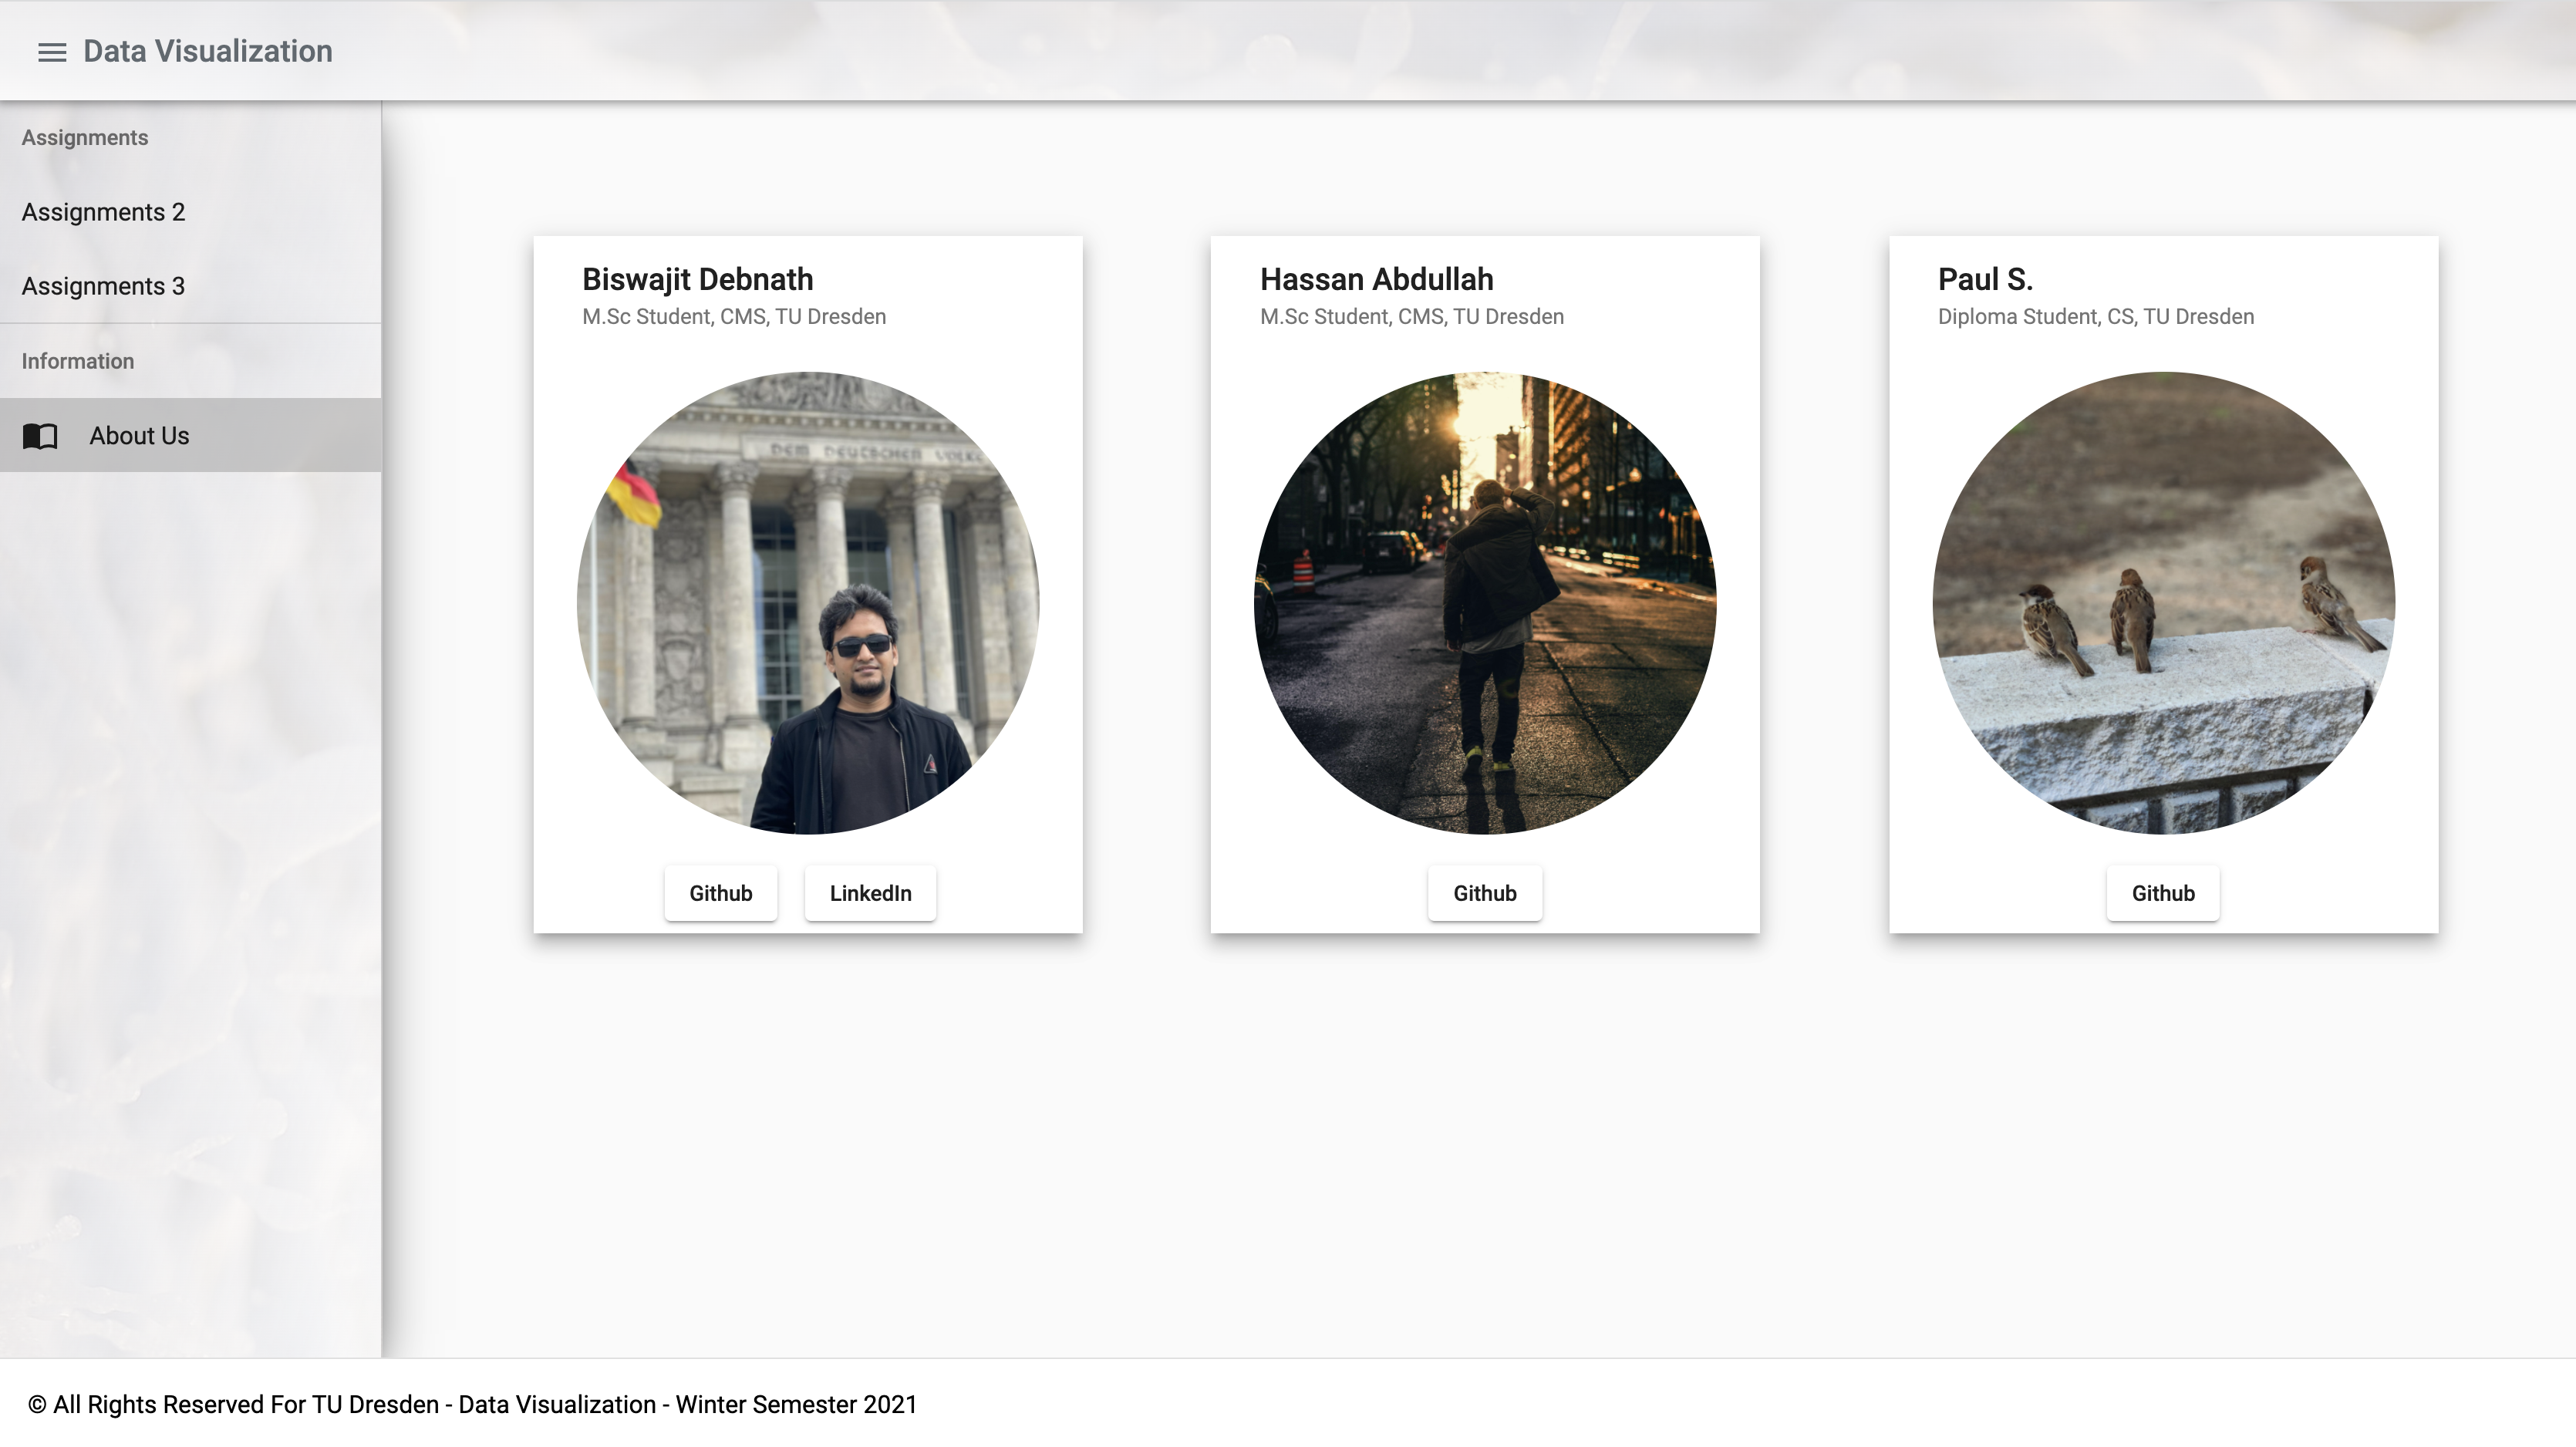 Data Visualization
Assignments
Assignments 2
Assignments 3
Information
About Us
Biswajit Debnath
M.Sc Student, CMS, TU Dresden
DEM DEUTSCHEN VOLKE
Github
LinkedIn
Hassan Abdullah
M.Sc Student, CMS, TU Dresden
Github
Paul S.
Diploma Student, CS, TU Dresden
Github
© All Rights Reserved For TU Dresden - Data Visualization - Winter Semester 2021